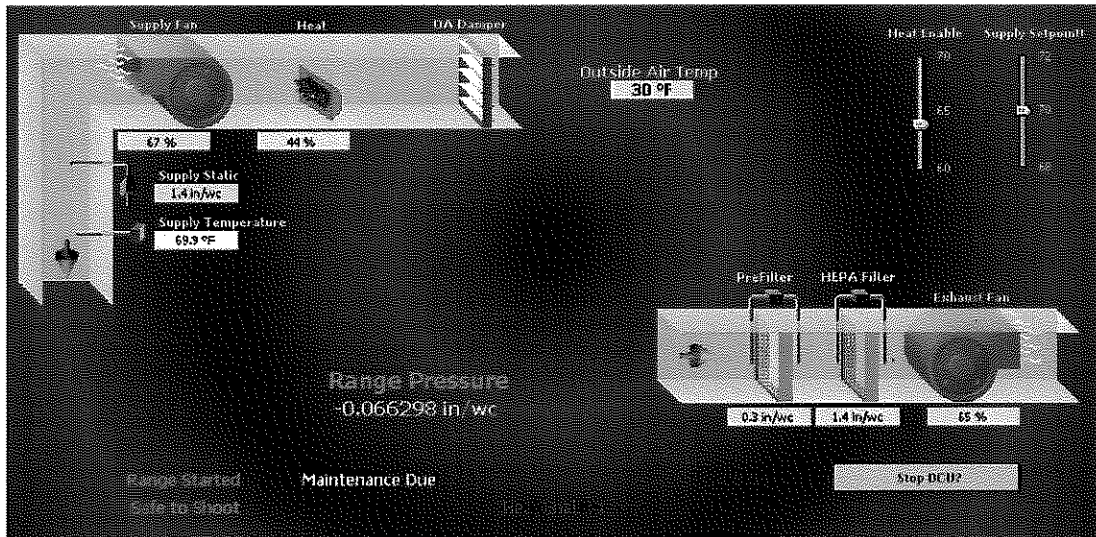 Supply Fan
Heat
OA Damper
Heat Enable
Supply Setpoint!
Outside Air Temp
30 ºF
70
65
60
72
70
68
67 %
44 %
Supply Static
1.4 in/wc
Supply Temperature
69.9 ºF
PreFilter
HEPA Filter
Exhaust Fan
0.3 in/wc
1.4 in/wc
65 %
Range Pressure
-0.066298 in/wc
Range Started
Maintenance Due
Safe to Shoot
Stop DCU?